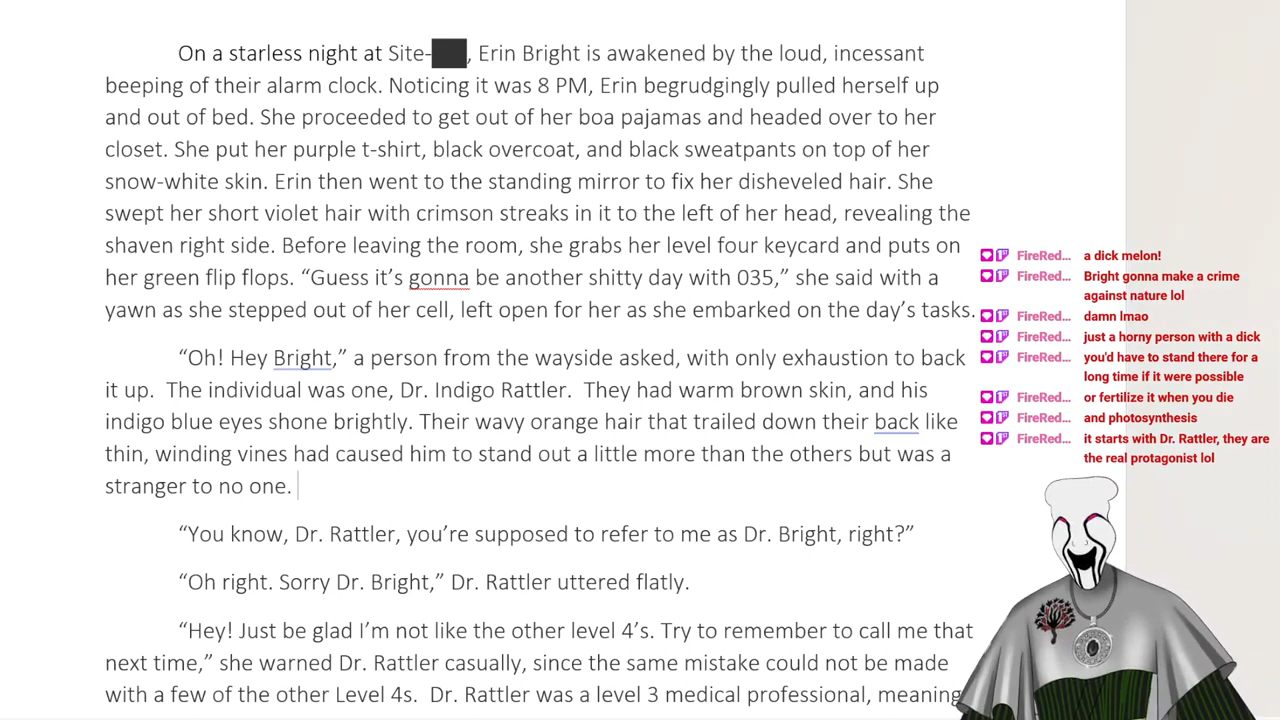 On a starless night at Site-, Erin Bright is awakened by the loud, incessant
beeping of their alarm clock. Noticing it was 8 PM, Erin begrudgingly pulled herself up
and out of bed. She proceeded to get out of her boa pajamas and headed over to her
closet. She put her purple t-shirt, black overcoat, and black sweatpants on top of her
snow-white skin. Erin then went to the standing mirror to fix her disheveled hair. She
swept her short violet hair with crimson streaks in it to the left of her head, revealing the
shaven right side. Before leaving the room, she grabs her level four keycard and puts on
her green flip flops. “Guess it’s gonna be another shitty day with 035,” she said with a
yawn as she stepped out of her cell, left open for her as she embarked on the day’s tasks.
“Oh! Hey Bright,” a person from the wayside asked, with only exhaustion to back
it up. The individual was one, Dr. Indigo Rattler. They had warm brown skin, and his
indigo blue eyes shone brightly. Their wavy orange hair that trailed down their back like
thin, winding vines had caused him to stand out a little more than the others but was a
stranger to no one.
“You know, Dr. Rattler, you’re supposed to refer to me as Dr. Bright, right?”
“Oh right. Sorry Dr. Bright,” Dr. Rattler uttered flatly.
“Hey! Just be glad I’m not like the other level 4’s. Try to remember to call me that
next time,” she warned Dr. Rattler casually, since the same mistake could not be made
with a few of the other Level 4s. Dr. Rattler was a level 3 medical professional, meaning
FireRed... a dick melon!
FireRed... Bright gonna make a crime
against nature lol
FireRed... damn lmao
FireRed... just a horny person with a dick
FireRed... you'd have to stand there for a
long time if it were possible
FireRed... or fertilize it when you die
FireRed... and photosynthesis
FireRed... it starts with Dr. Rattler, they are
the real protagonist lol